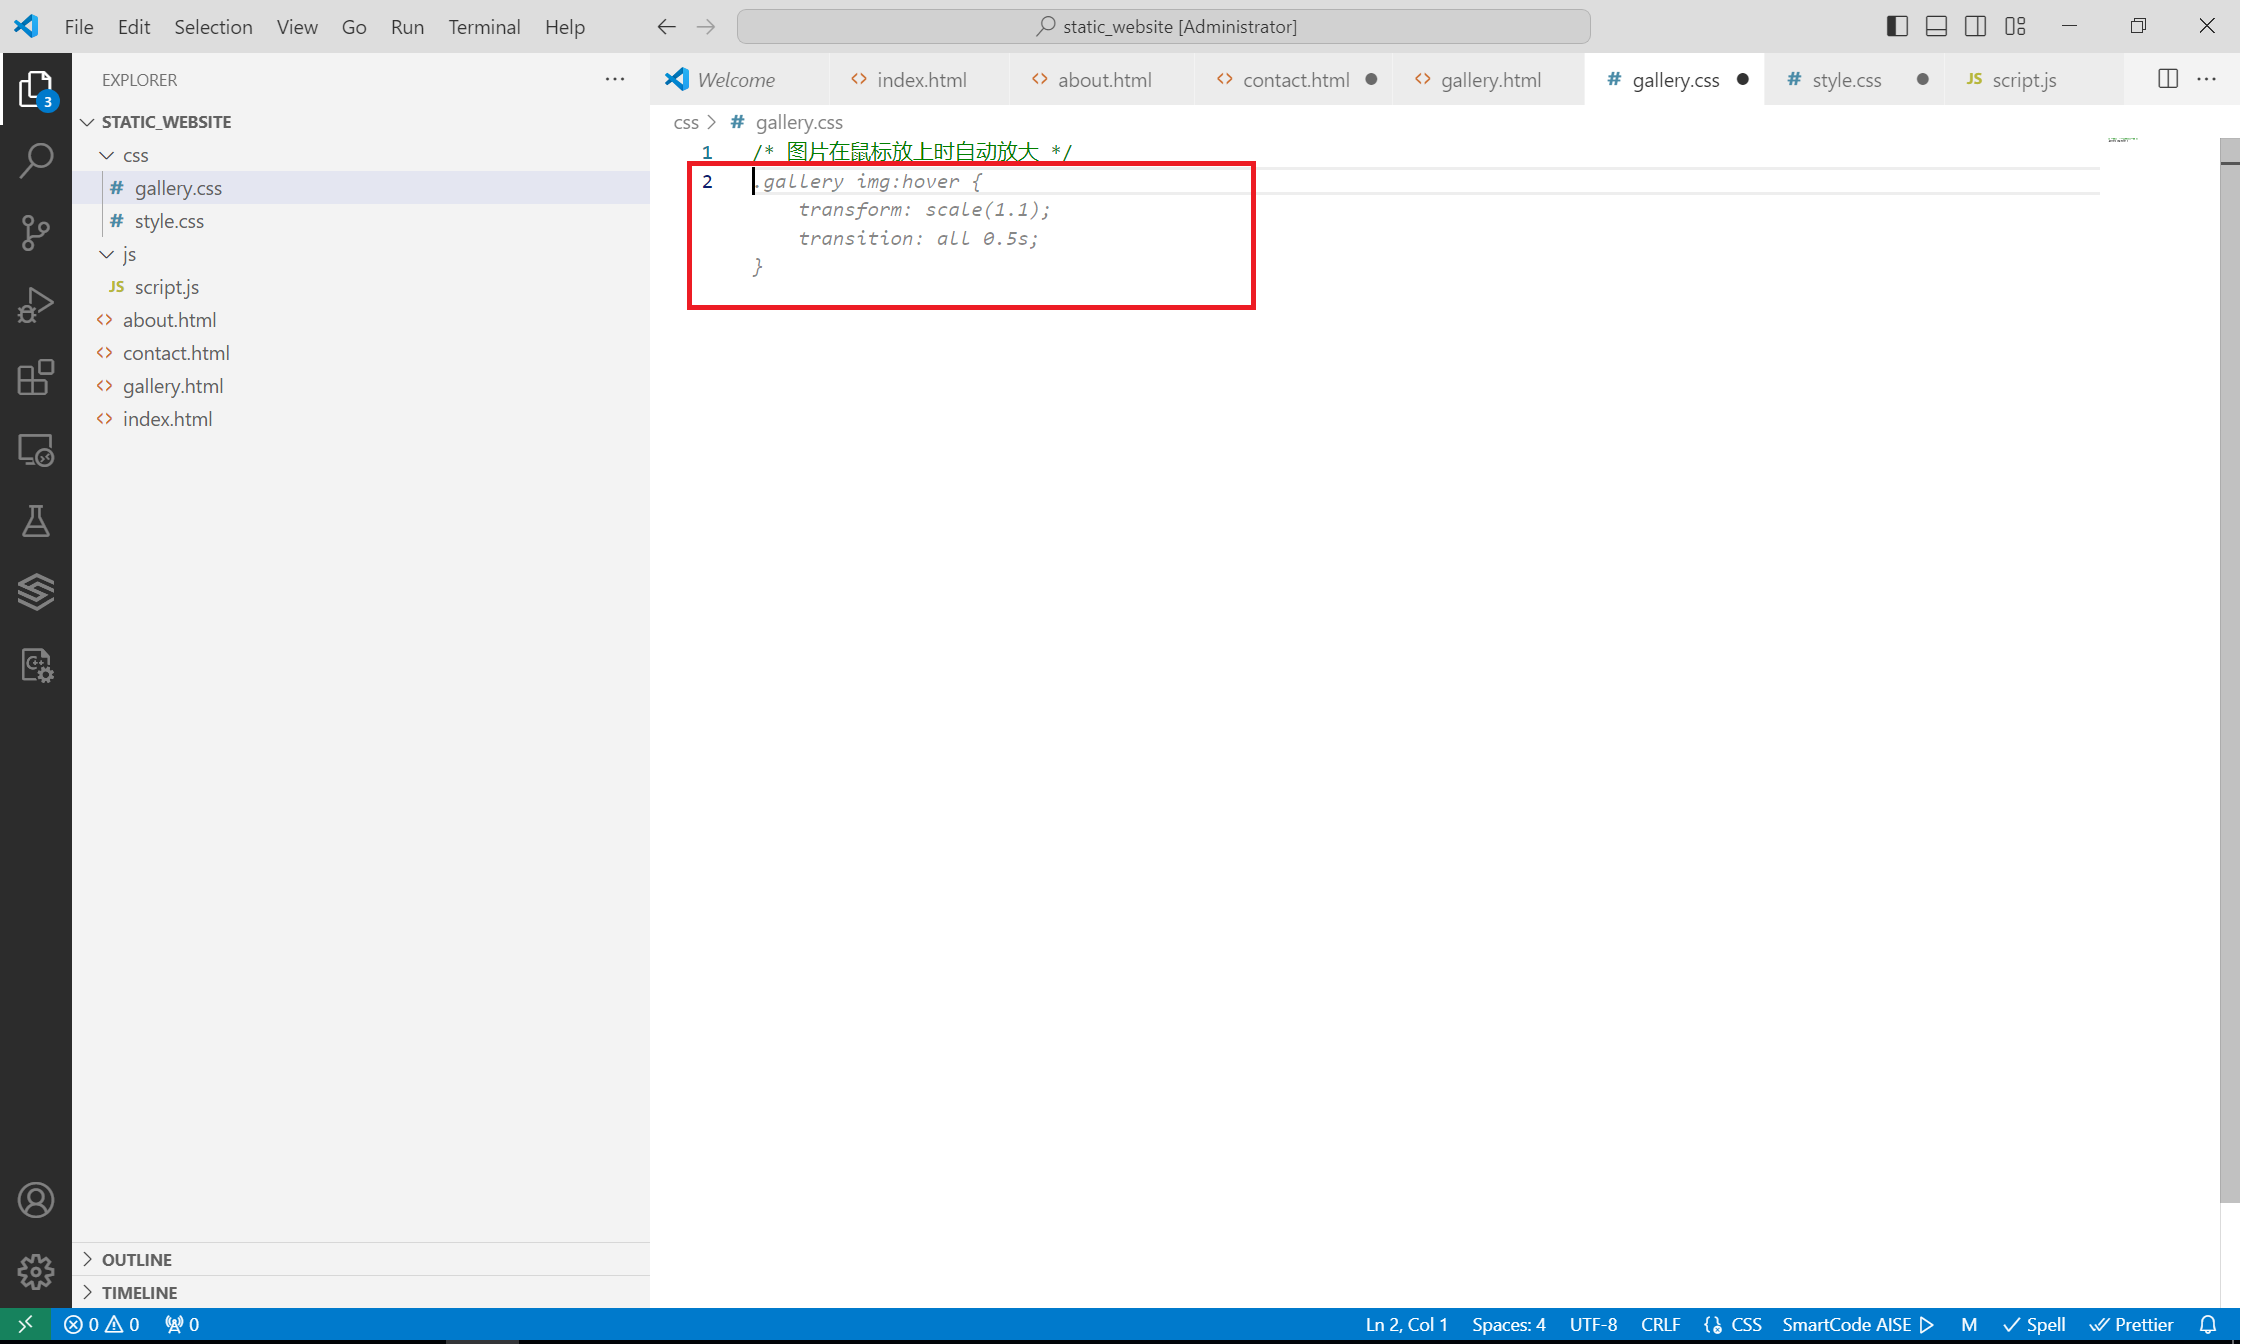 File Edit Selection View Go Run Terminal Help
static_website [Administrator]
EXPLORER
Welcome index.html about.html contact.html gallery.html gallery.css style.css script.js
3
STATIC_WEBSITE
css
gallery.css
style.css
js
script.js
about.html
contact.html
gallery.html
index.html
OUTLINE
TIMELINE
css > # gallery.css
1 /* 图片在鼠标放上时自动放大 */
2 .gallery img:hover {
transform: scale(1.1);
transition: all 0.5s;
}
0 0 0 Ln 2, Col 1 Spaces: 4 UTF-8 CRLF CSS SmartCode AISE M Spell Prettier